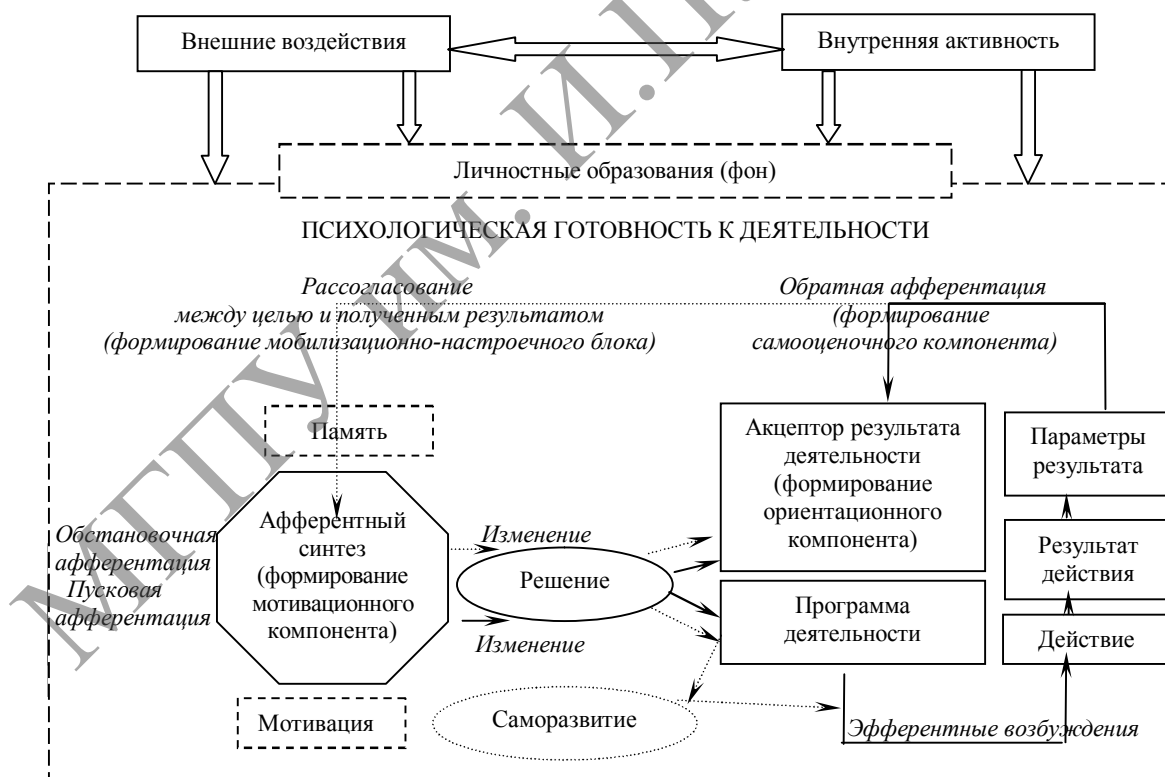 Внешние воздействия
Внутренняя активность
Личностные образования (фон)
ПСИХОЛОГИЧЕСКАЯ ГОТОВНОСТЬ К ДЕЯТЕЛЬНОСТИ
Рассогласование
между целью и полученным результатом
(формирование мобилизационно-настроечного блока)
Обратная афферентация
(формирование
самооценочного компонента)
Память
Акцептор результата
деятельности
(формирование
ориентационного
компонента)
Параметры
результата
Обстановочная
афферентация
Пусковая
афферентация
Афферентный
синтез
(формирование
мотивационного
компонента)
Изменение
Решение
Изменение
Результат
действия
Программа
деятельности
Действие
Мотивация
Саморазвитие
Эфферентные возбуждения
МГПУ им. И.